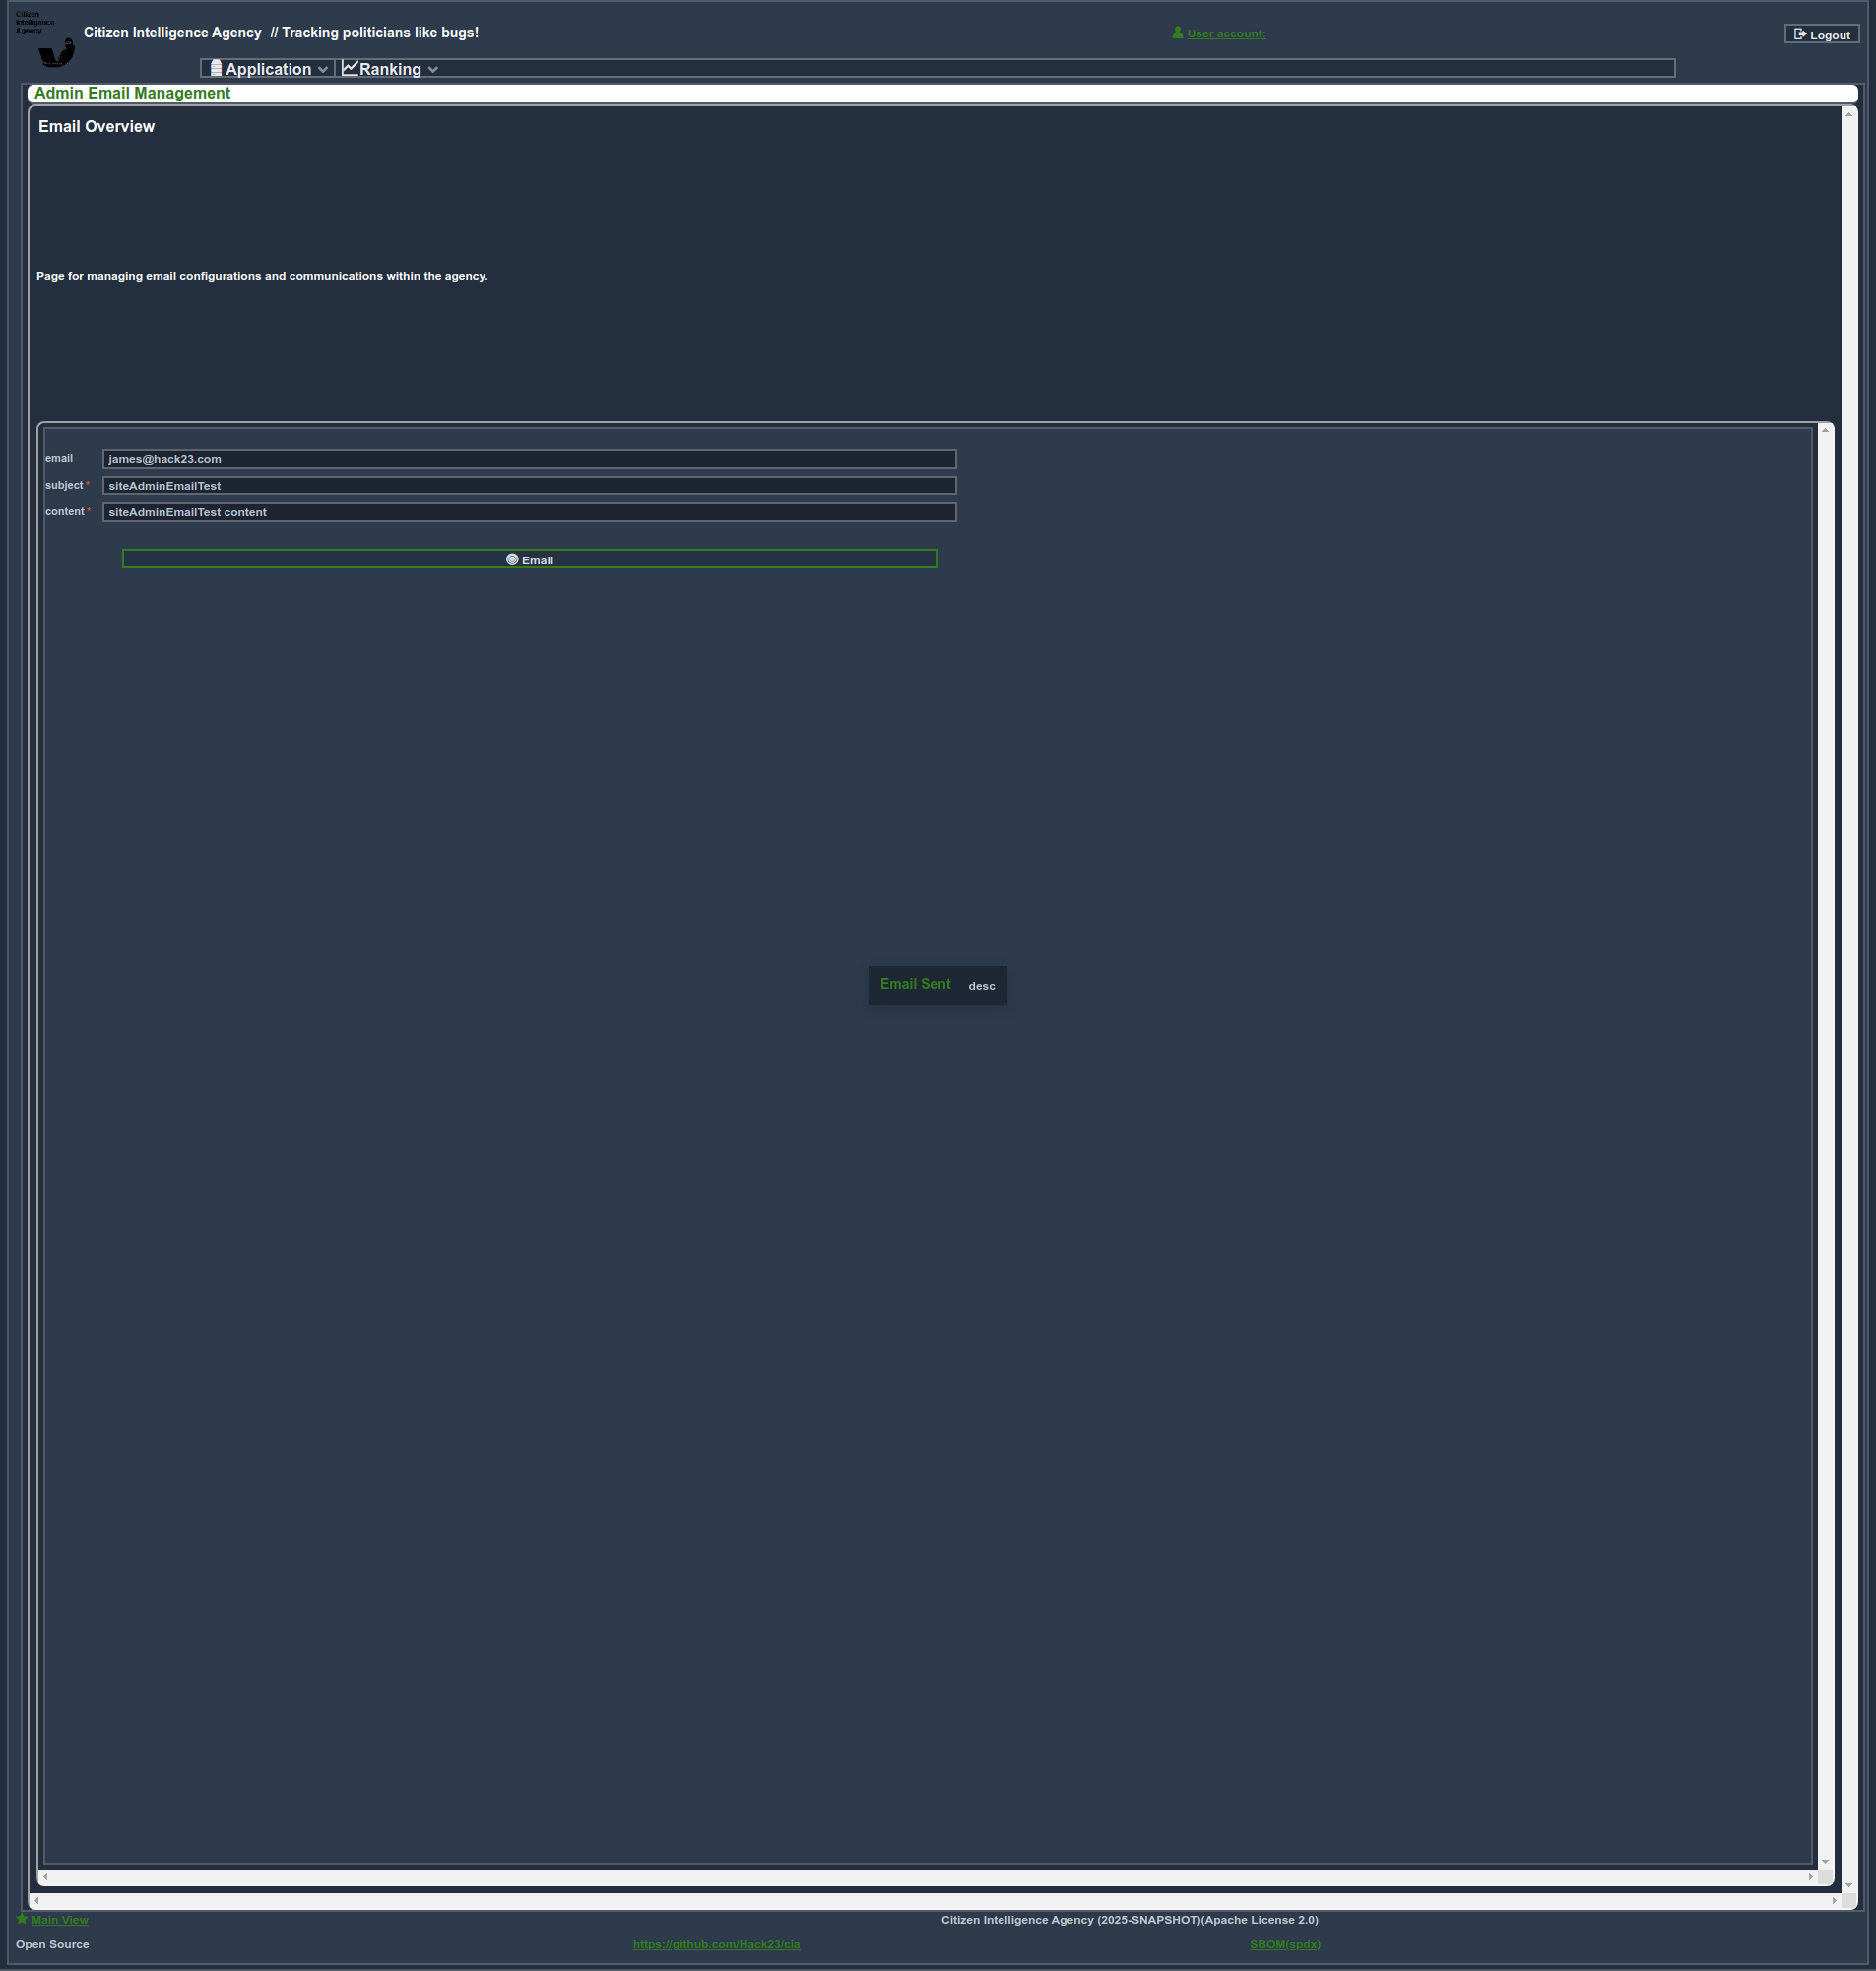 Citizen
Intelligence
Agency
Citizen Intelligence Agency // Tracking politicians like bugs!
User account:
Logout
Application
Ranking
Admin Email Management
Email Overview
Page for managing email configurations and communications within the agency.
email
james@hack23.com
subject *
siteAdminEmailTest
content *
siteAdminEmailTest content
Email
Email Sent desc
Main View
Citizen Intelligence Agency (2025-SNAPSHOT)(Apache License 2.0)
Open Source
https://github.com/Hack23/cia
SBOM(spdx)